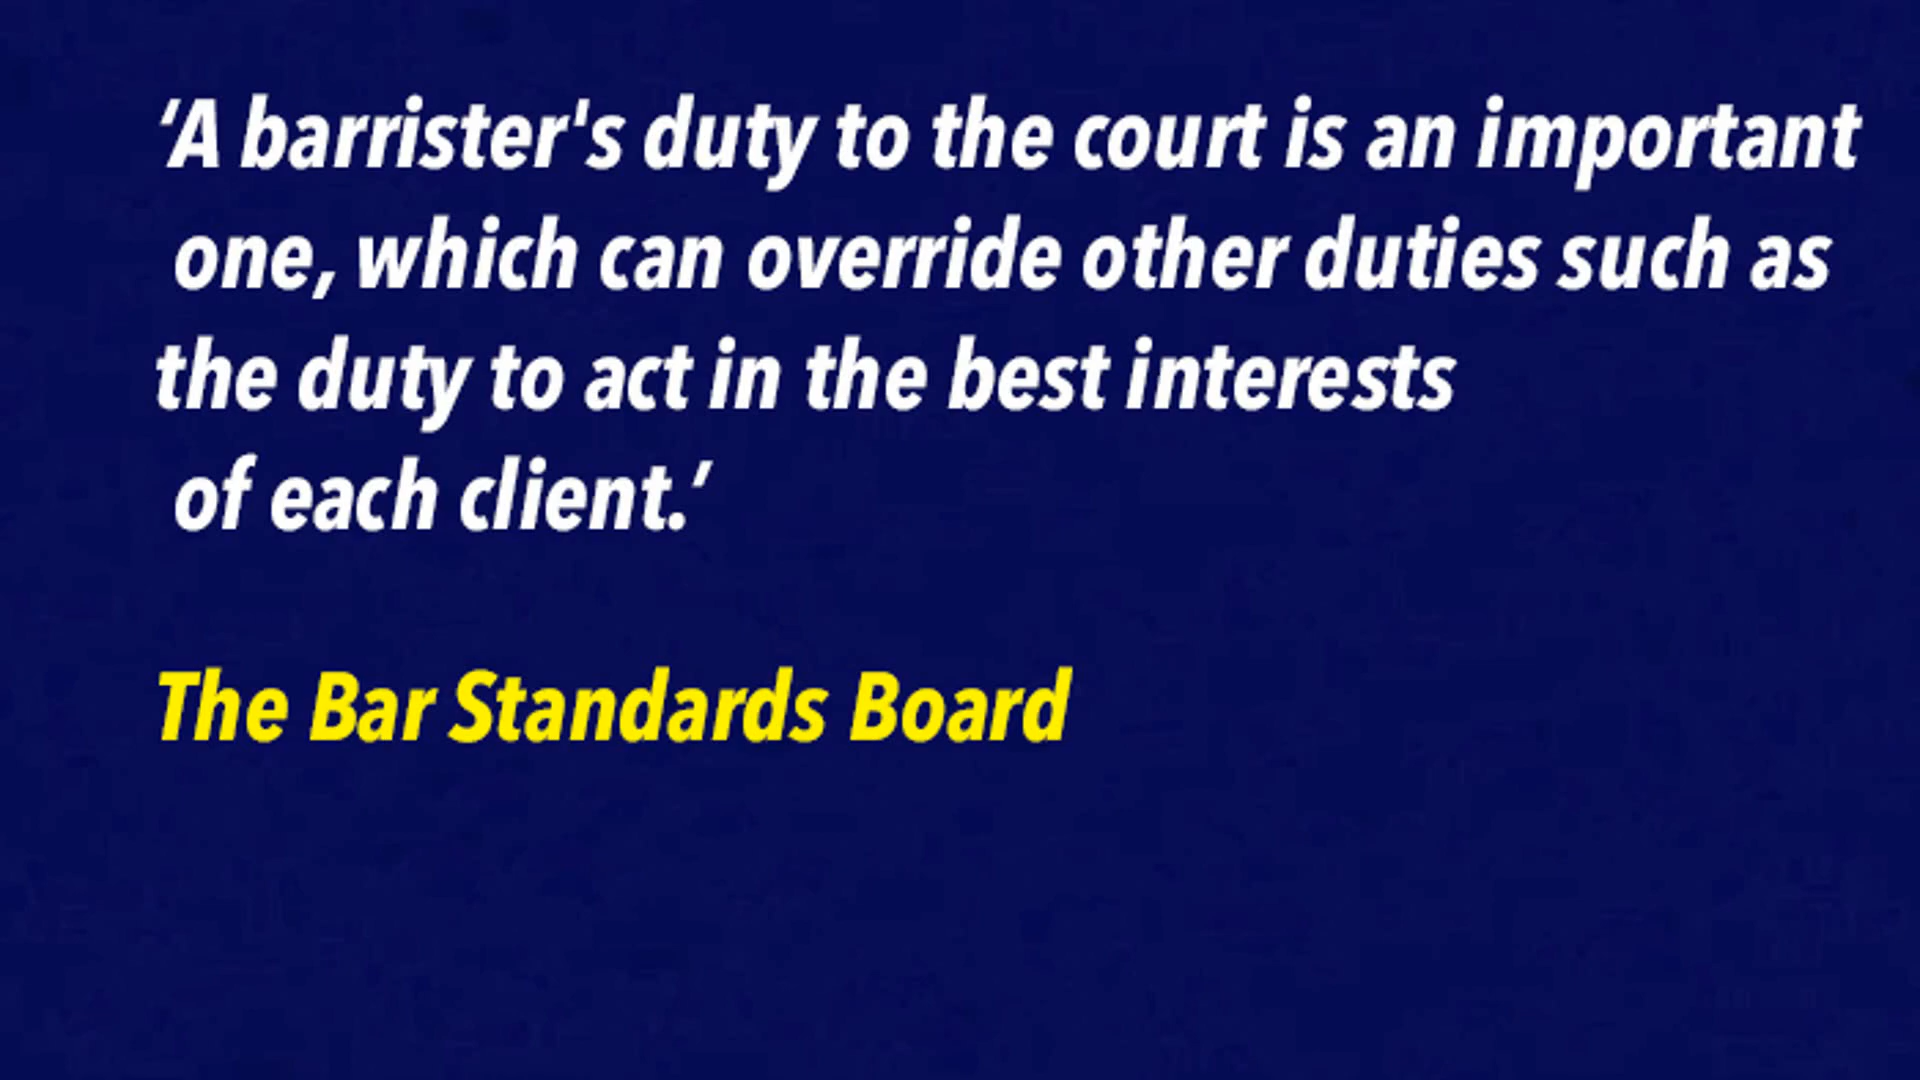 ‘A barrister's duty to the court is an important
one, which can override other duties such as
the duty to act in the best interests
of each client.’
The Bar Standards Board